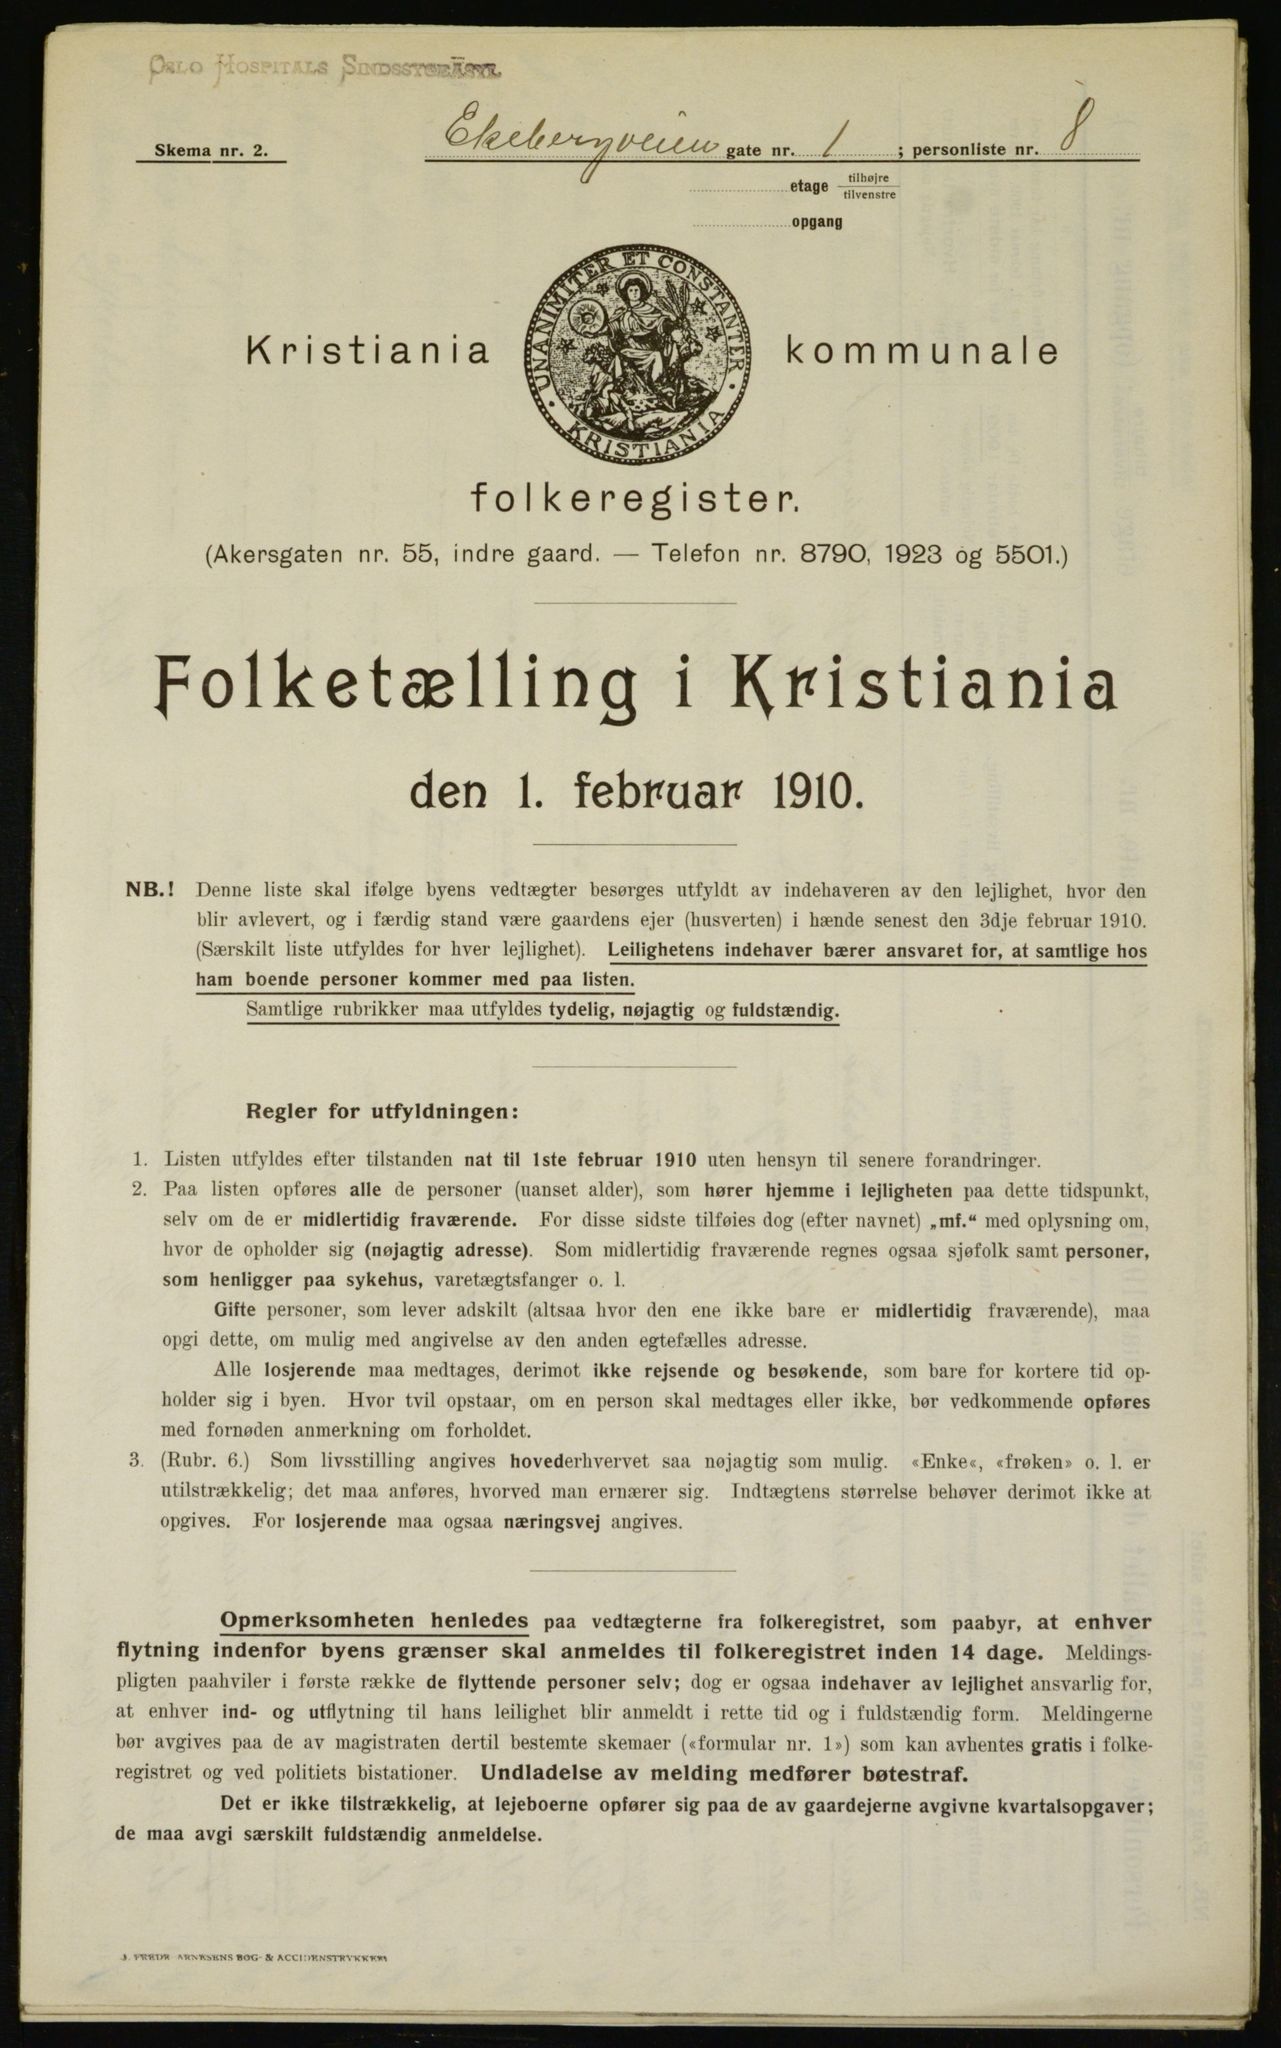 OSLO HOSPITALS SINDSSYGEASYL
Skema nr. 2.
Ekebergveien gate nr. 1 ; personliste nr. 8
etage tilhøjre
tilvenstre
opgang
UNANIMITER ET CONSTANTER
KRISTIANIA
Kristiania kommunale
folkeregister.
(Akersgaten nr. 55, indre gaard. — Telefon nr. 8790, 1923 og 5501.)
Folketælling i Kristiania
den 1. februar 1910.
NB.! Denne liste skal ifølge byens vedtægter besørges utfyldt av indehaveren av den lejlighet, hvor den
blir avlevert, og i færdig stand være gaardens ejer (husverten) i hænde senest den 3dje februar 1910.
(Særskilt liste utfyldes for hver lejlighet). Leilighetens indehaver bærer ansvaret for, at samtlige hos
ham boende personer kommer med paa listen.
Samtlige rubrikker maa utfyldes tydelig, nøjagtig og fuldstændig.
Regler for utfyldningen:
1. Listen utfyldes efter tilstanden nat til 1ste februar 1910 uten hensyn til senere forandringer.
2. Paa listen opføres alle de personer (uanset alder), som hører hjemme i lejligheten paa dette tidspunkt,
selv om de er midlertidig fraværende. For disse sidste tilføies dog (efter navnet) „mf.“ med oplysning om,
hvor de opholder sig (nøjagtig adresse). Som midlertidig fraværende regnes ogsaa sjøfolk samt personer,
som henligger paa sykehus, varetægtsfanger o. l.
Gifte personer, som lever adskilt (altsaa hvor den ene ikke bare er midlertidig fraværende), maa
opgi dette, om mulig med angivelse av den anden egtefælles adresse.
Alle losjerende maa medtages, derimot ikke rejsende og besøkende, som bare for kortere tid op-
holder sig i byen. Hvor tvil opstaar, om en person skal medtages eller ikke, bør vedkommende opføres
med fornøden anmerkning om forholdet.
3. (Rubr. 6.) Som livsstilling angives hovederhvervet saa nøjagtig som mulig. «Enke«, «frøken» o. l. er
utilstrækkelig; det maa anføres, hvorved man ernærer sig. Indtægtens størrelse behøver derimot ikke at
opgives. For losjerende maa ogsaa næringsvej angives.
Opmerksomheten henledes paa vedtægterne fra folkeregistret, som paabyr, at enhver
flytning indenfor byens grænser skal anmeldes til folkeregistret inden 14 dage. Meldings-
pligten paahviler i første række de flyttende personer selv; dog er ogsaa indehaver av lejlighet ansvarlig for,
at enhver ind- og utflytning til hans leilighet blir anmeldt i rette tid og i fuldstændig form. Meldingerne
bør avgives paa de av magistraten dertil bestemte skemaer («formular nr. 1») som kan avhentes gratis i folke-
registret og ved politiets bistationer. Undladelse av melding medfører bøtestraf.
Det er ikke tilstrækkelig, at lejeboerne opfører sig paa de av gaardejerne avgivne kvartalsopgaver;
de maa avgi særskilt fuldstændig anmeldelse.
J. FREDR ARNESENS BOG- & ACCIDENSTRYKKERI